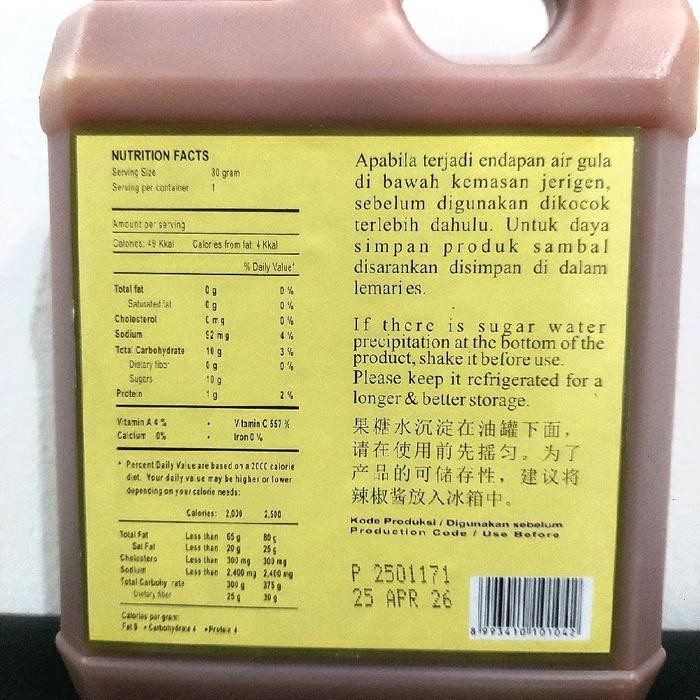 NUTRITION FACTS
Serving Size 30 gram
Serving per container 1
Amount per serving
Calories: 49 Kkal Calories from fat: 4 Kkal
% Daily Value*
Total fat 0 g 0 %
Saturated fat 0 g 0 %
Cholesterol 0 mg 0 %
Sodium 92 mg 4 %
Total Carbohydrate 10 g 3 %
Dietary fiber 0 g 0 %
Sugars 10 g
Protein 1 g 2 %
Vitamin A 4 % • Vitamin C 557 %
Calcium 0% • Iron 0 %
* Percent Daily Value are based on a 2000 calorie
diet. Your daily value may be higher or lower
depending on your calorie needs:
Calories: 2,000 2,500
Total Fat Less than 65 g 80 g
Sat Fat Less than 20 g 25 g
Cholestero Less than 300 mg 300 mg
Sodium Less than 2,400 mg 2,400 mg
Total Carbohy rate 300 g 375 g
Dietary fiber 25 g 30 g
Calories per gram:
Fat 9 • Carbohydrate 4 • Protein 4
Apabila terjadi endapan air gula
di bawah kemasan jerigen,
sebelum digunakan dikocok
terlebih dahulu. Untuk daya
simpan produk sambal
disarankan disimpan di dalam
lemari es.
If there is sugar water
precipitation at the bottom of the
product, shake it before use.
Please keep it refrigerated for a
longer & better storage.
果糖水沉淀在油罐下面，
请在使用前先摇匀。为了
产品的可储存性，建议将
辣椒酱放入冰箱中。
Kode Produksi / Digunakan sebelum
Production Code / Use Before
P 2501171
25 APR 26
8 993410 101042